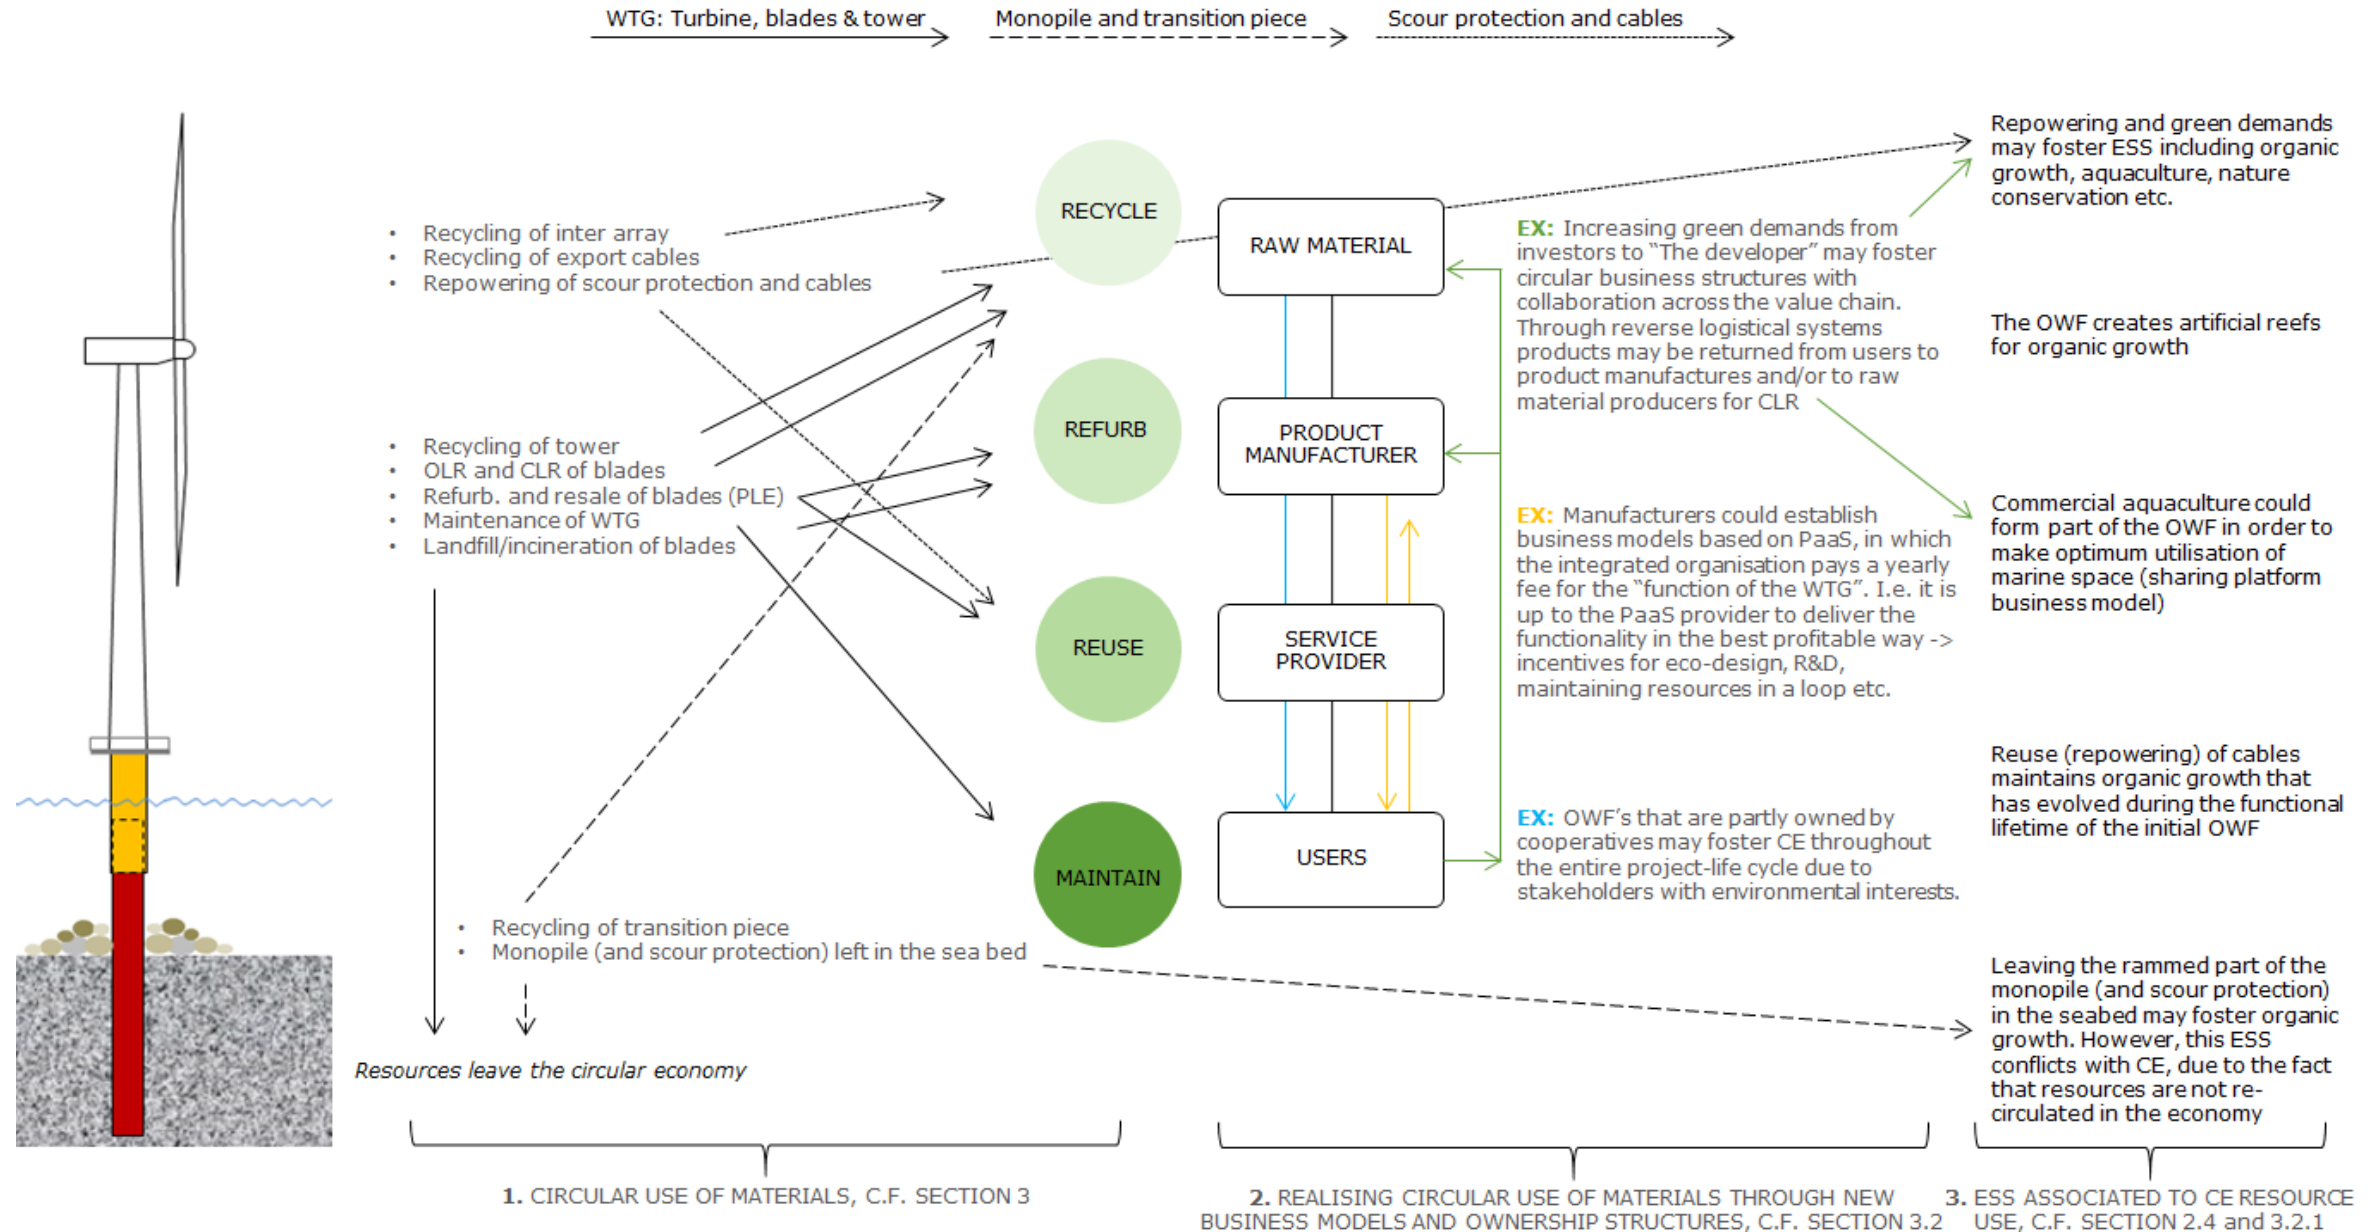 WTG: Turbine, blades & tower
Monopile and transition piece
Scour protection and cables
• Recycling of inter array
• Recycling of export cables
• Repowering of scour protection and cables
• Recycling of tower
• OLR and CLR of blades
• Refurb. and resale of blades (PLE)
• Maintenance of WTG
• Landfill/incineration of blades
• Recycling of transition piece
• Monopile (and scour protection) left in the sea bed
Resources leave the circular economy
1. CIRCULAR USE OF MATERIALS, C.F. SECTION 3
RECYCLE
REFURB
REUSE
MAINTAIN
RAW MATERIAL
PRODUCT
MANUFACTURER
SERVICE
PROVIDER
USERS
EX: Increasing green demands from
investors to “The developer” may foster
circular business structures with
collaboration across the value chain.
Through reverse logistical systems
products may be returned from users to
product manufactures and/or to raw
material producers for CLR
EX: Manufacturers could establish
business models based on PaaS, in which
the integrated organisation pays a yearly
fee for the “function of the WTG”. I.e. it is
up to the PaaS provider to deliver the
functionality in the best profitable way ->
incentives for eco-design, R&D,
maintaining resources in a loop etc.
EX: OWF’s that are partly owned by
cooperatives may foster CE throughout
the entire project-life cycle due to
stakeholders with environmental interests.
2. REALISING CIRCULAR USE OF MATERIALS THROUGH NEW
BUSINESS MODELS AND OWNERSHIP STRUCTURES, C.F. SECTION 3.2
Repowering and green demands
may foster ESS including organic
growth, aquaculture, nature
conservation etc.
The OWF creates artificial reefs
for organic growth
Commercial aquaculture could
form part of the OWF in order to
make optimum utilisation of
marine space (sharing platform
business model)
Reuse (repowering) of cables
maintains organic growth that
has evolved during the functional
lifetime of the initial OWF
Leaving the rammed part of the
monopile (and scour protection)
in the seabed may foster organic
growth. However, this ESS
conflicts with CE, due to the fact
that resources are not re-
circulated in the economy
3. ESS ASSOCIATED TO CE RESOURCE
USE, C.F. SECTION 2.4 and 3.2.1